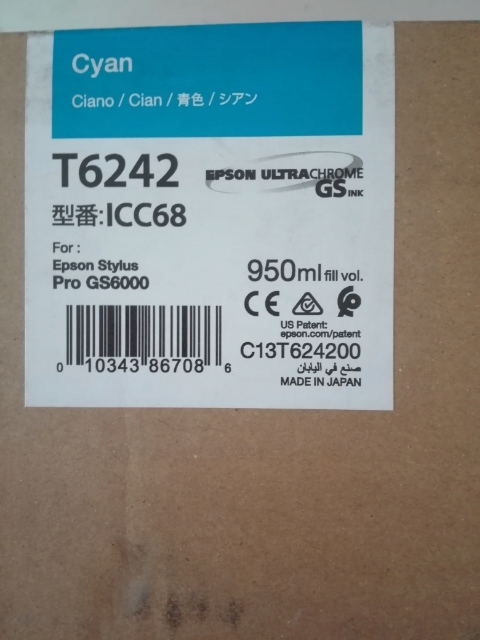 Cyan
Ciano / Cian / 青色 / シアン
T6242
EPSON ULTRACHROME
GS INK
型番:ICC68
For :
Epson Stylus
Pro GS6000
950ml fill vol.
CE
US Patent:
epson.com/patent
0 10343 86708 6
C13T624200
صنع في اليابان
MADE IN JAPAN